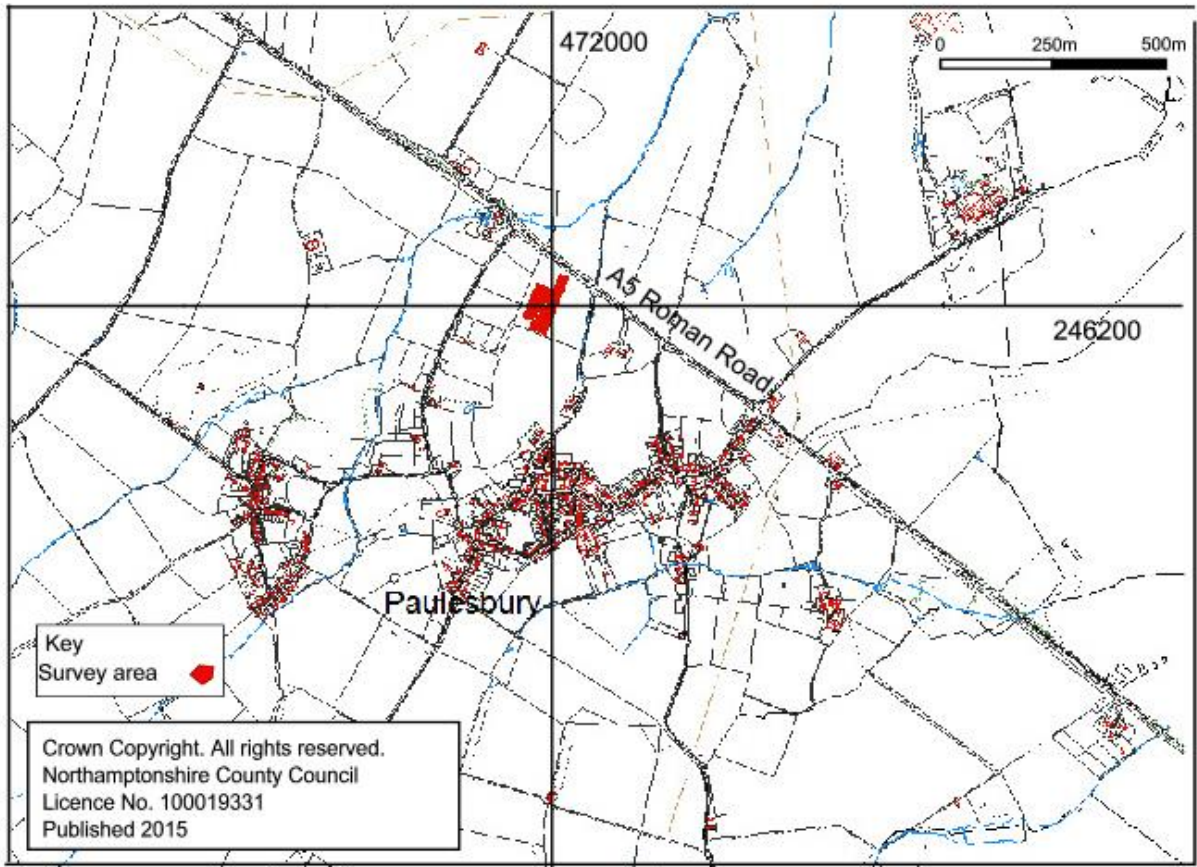 472000
0 250m 500m
A5 Roman Road
246200
Paulesbury
Key
Survey area
Crown Copyright. All rights reserved.
Northamptonshire County Council
Licence No. 100019331
Published 2015